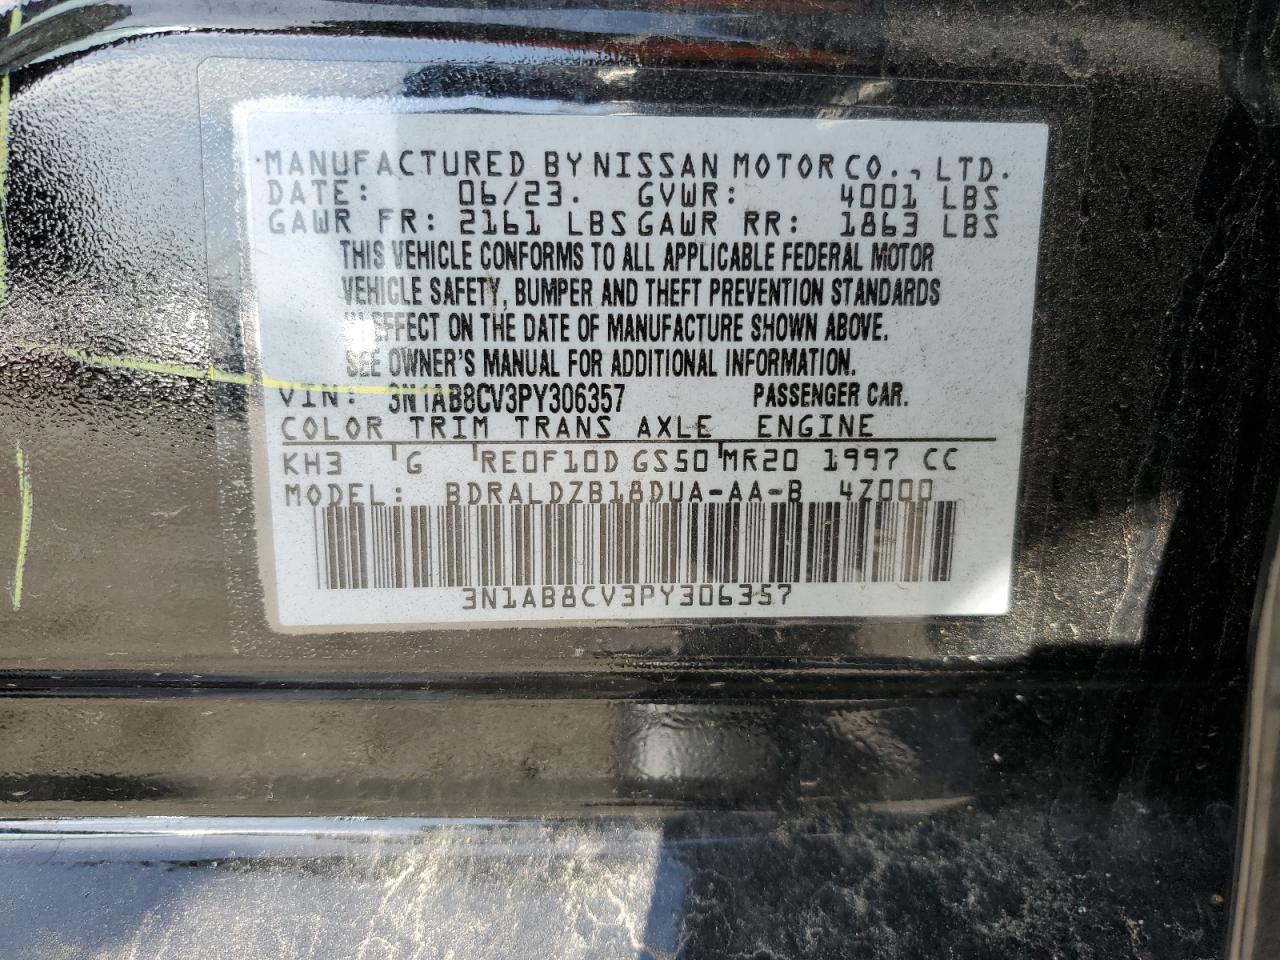 MANUFACTURED BY NISSAN MOTOR CO., LTD.
DATE: 06/23. GVWR: 4001 LBS
GAWR FR: 2161 LBS GAWR RR: 1863 LBS
THIS VEHICLE CONFORMS TO ALL APPLICABLE FEDERAL MOTOR
VEHICLE SAFETY, BUMPER AND THEFT PREVENTION STANDARDS
IN EFFECT ON THE DATE OF MANUFACTURE SHOWN ABOVE.
SEE OWNER'S MANUAL FOR ADDITIONAL INFORMATION.
VIN: 3N1AB8CV3PY306357 PASSENGER CAR.
COLOR TRIM TRANS AXLE ENGINE
KH3 G RE0F10D GS50 MR20 1997 CC
MODEL: BDRALDZB18DUA-AA-B 4Z000
3N1AB8CV3PY306357